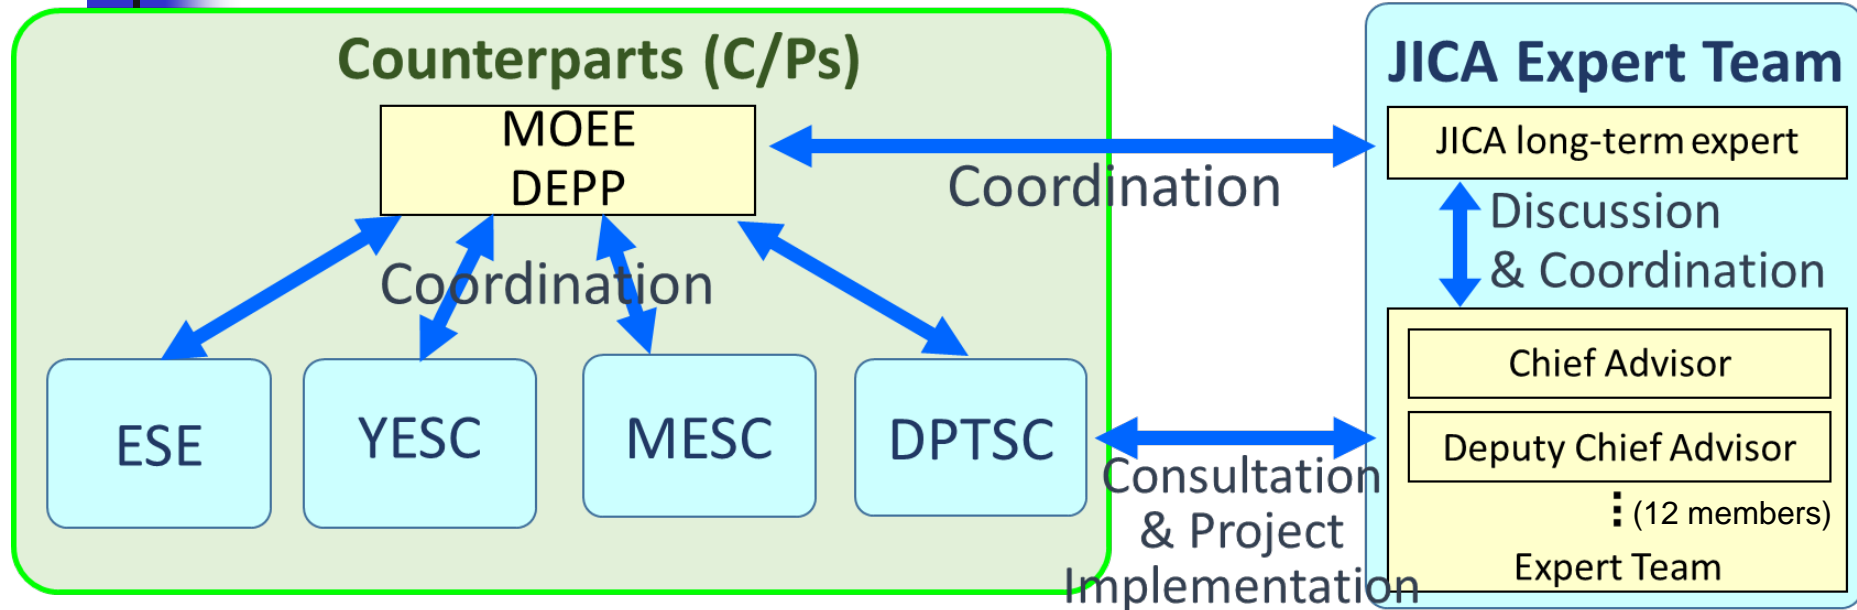 Counterparts (C/Ps)
MOEE
DEPP
Coordination
ESE
YESC
MESC
DPTSC
Coordination
Consultation
& Project
Implementation
JICA Expert Team
JICA long-term expert
Discussion
& Coordination
Chief Advisor
Deputy Chief Advisor
⋮ (12 members)
Expert Team